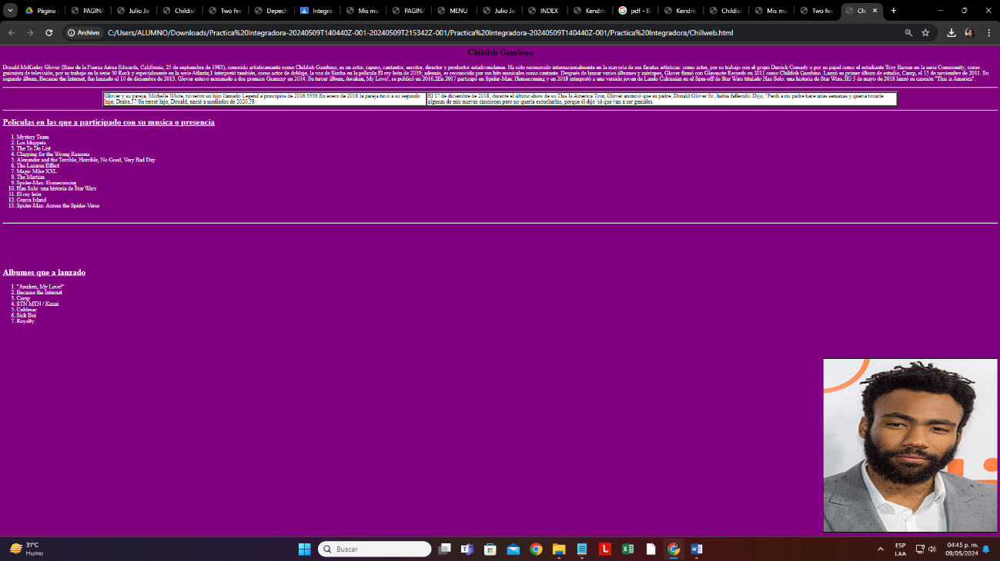 Página
PAGINA
Julio Ja
Childish
Two fee
Depech
Integra
Mis mu
PAGINA
MENU
Julio Ja
INDEX
Kendric
pdf - B
Kendric
Childish
Mis mu
Two fee
Chi
Archivo
C:/Users/ALUMNO/Downloads/Practica%20Integradora-20240509T140440Z-001-20240509T215342Z-001/Practica%20Integradora-20240509T140440Z-001/Practica%20Integradora/Chillweb.html
Childish Gambino
Donald McKinley Glover (Base de la Fuerza Aérea Edwards, California; 25 de septiembre de 1983), conocido artísticamente como Childish Gambino, es un actor, rapero, cantautor, escritor, director y productor estadounidense. Ha sido reconocido internacionalmente en la mayoría de sus facetas artísticas: como actor, por su trabajo con el grupo Derrick Comedy o por su papel como el estudiante Troy Barnes en la serie Community; como
guionista de televisión, por su trabajo en la serie 30 Rock y especialmente en la serie Atlanta;1 interpretó también, como actor de doblaje, la voz de Simba en la película El rey león de 2019; además, es reconocido por sus hits musicales como cantante. Después de lanzar varios álbumes y mixtapes, Glover firmó con Glassnote Records en 2011 como Childish Gambino. Lanzó su primer álbum de estudio, Camp, el 15 de noviembre de 2011. Su
segundo álbum, Because the Internet, fue lanzado el 10 de diciembre de 2013. Glover estuvo nominado a dos premios Grammy en 2014. Su tercer álbum, Awakan, My Love!, se publicó en 2016.2En 2017 participó en Spider-Man: Homecoming y en 2018 interpretó a una versión joven de Lando Calrissian en el Spin-off de Star Wars titulado Han Solo: una historia de Star Wars.3El 5 de mayo de 2018 lanzó su canción "This is America".
Glover y su pareja, Michelle White, tuvieron un hijo llamado Legend a principios de 2016.5556 En enero de 2018 la pareja tuvo a su segundo
hijo, Drake.57 Su tercer hijo, Donald, nació a mediados de 2020.58
El 17 de diciembre de 2018, durante el último show de su This Is America Tour, Glover anunció que su padre, Donald Glover Sr., había fallecido. Dijo, "Perdí a mi padre hace unas semanas y quería tocarle
algunas de mis nuevas canciones pero no quería escucharlas, porque él dijo 'sé que van a ser geniales.
Peliculas en las que a participado con su musica o presencia
1. Mystery Team
2. Los Muppets
3. The To Do List
4. Clapping for the Wrong Reasons
5. Alexander and the Terrible, Horrible, No Good, Very Bad Day
6. The Lazarus Effect
7. Magic Mike XXL
8. The Martian
9. Spider-Man: Homecoming
10. Han Solo: una historia de Star Wars
11. El rey león
12. Guava Island
13. Spider-Man: Across the Spider-Verse
Albumes que a lanzado
1. "Awaken, My Love!"
2. Because the Internet
3. Camp
4. STN MTN / Kauai
5. Culdesac
6. Sick Boi
7. Royalty
31°C
Humo
Buscar
ESP
LAA
04:45 p. m.
09/05/2024